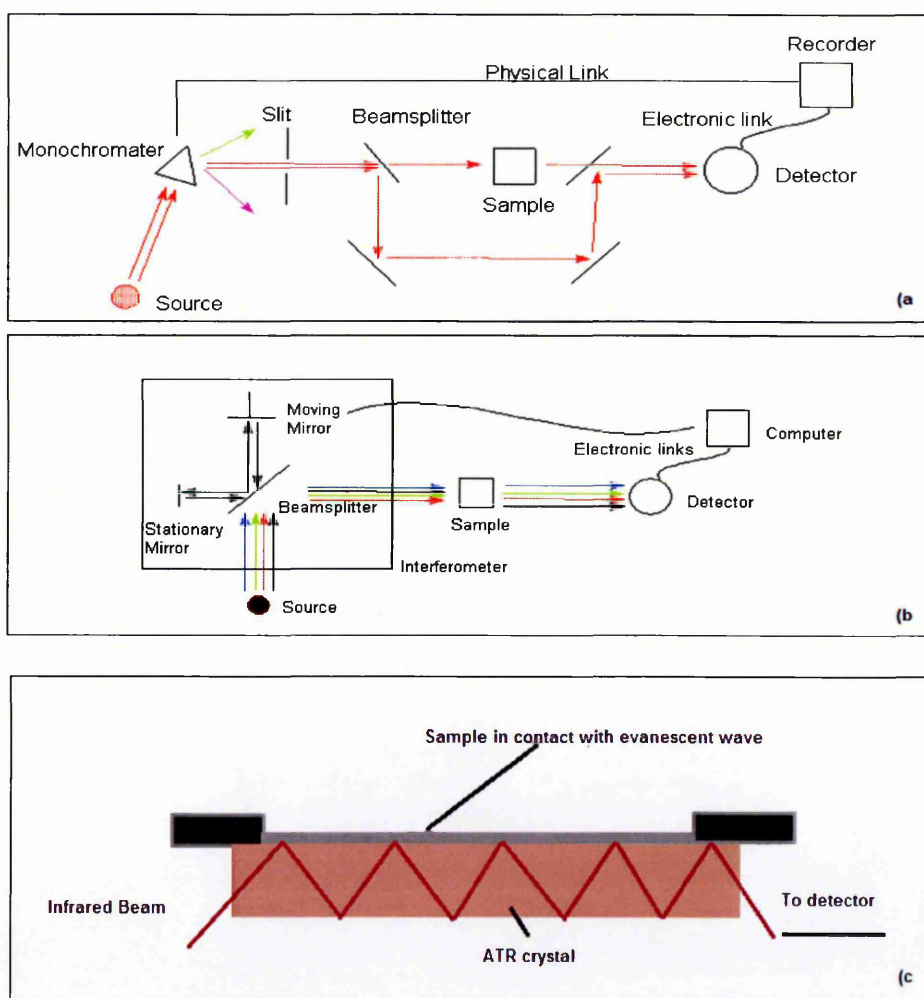 Recorder
Physical Link
Slit
Beamsplitter
Electronic link
Monochromater
Detector
Sample
Source
(a
Moving
Mirror
Electronic links
Computer
Beamsplitter
Detector
Stationary
Mirror
Sample
Interferometer
Source
(b
Sample in contact with evanescent wave
Infrared Beam
To detector
ATR crystal
(c